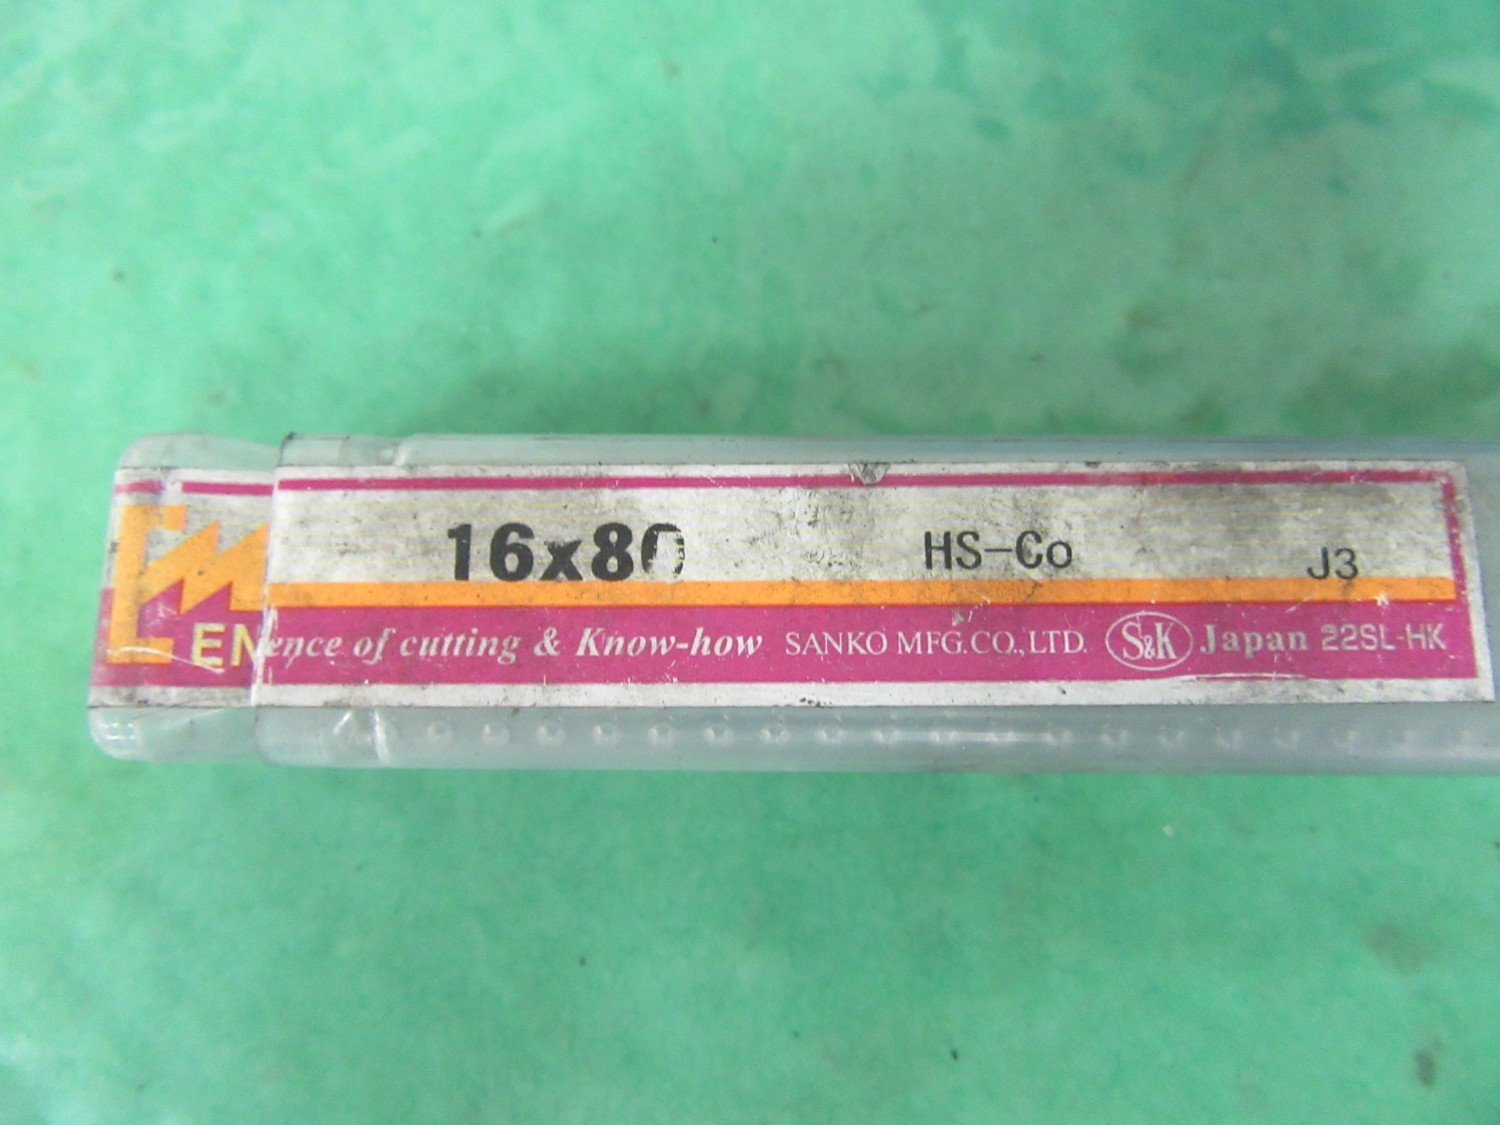 16x80 HS-Co J3
ence of cutting & Know-how SANKO MFG.CO.,LTD. S&K Japan 22SL-HK